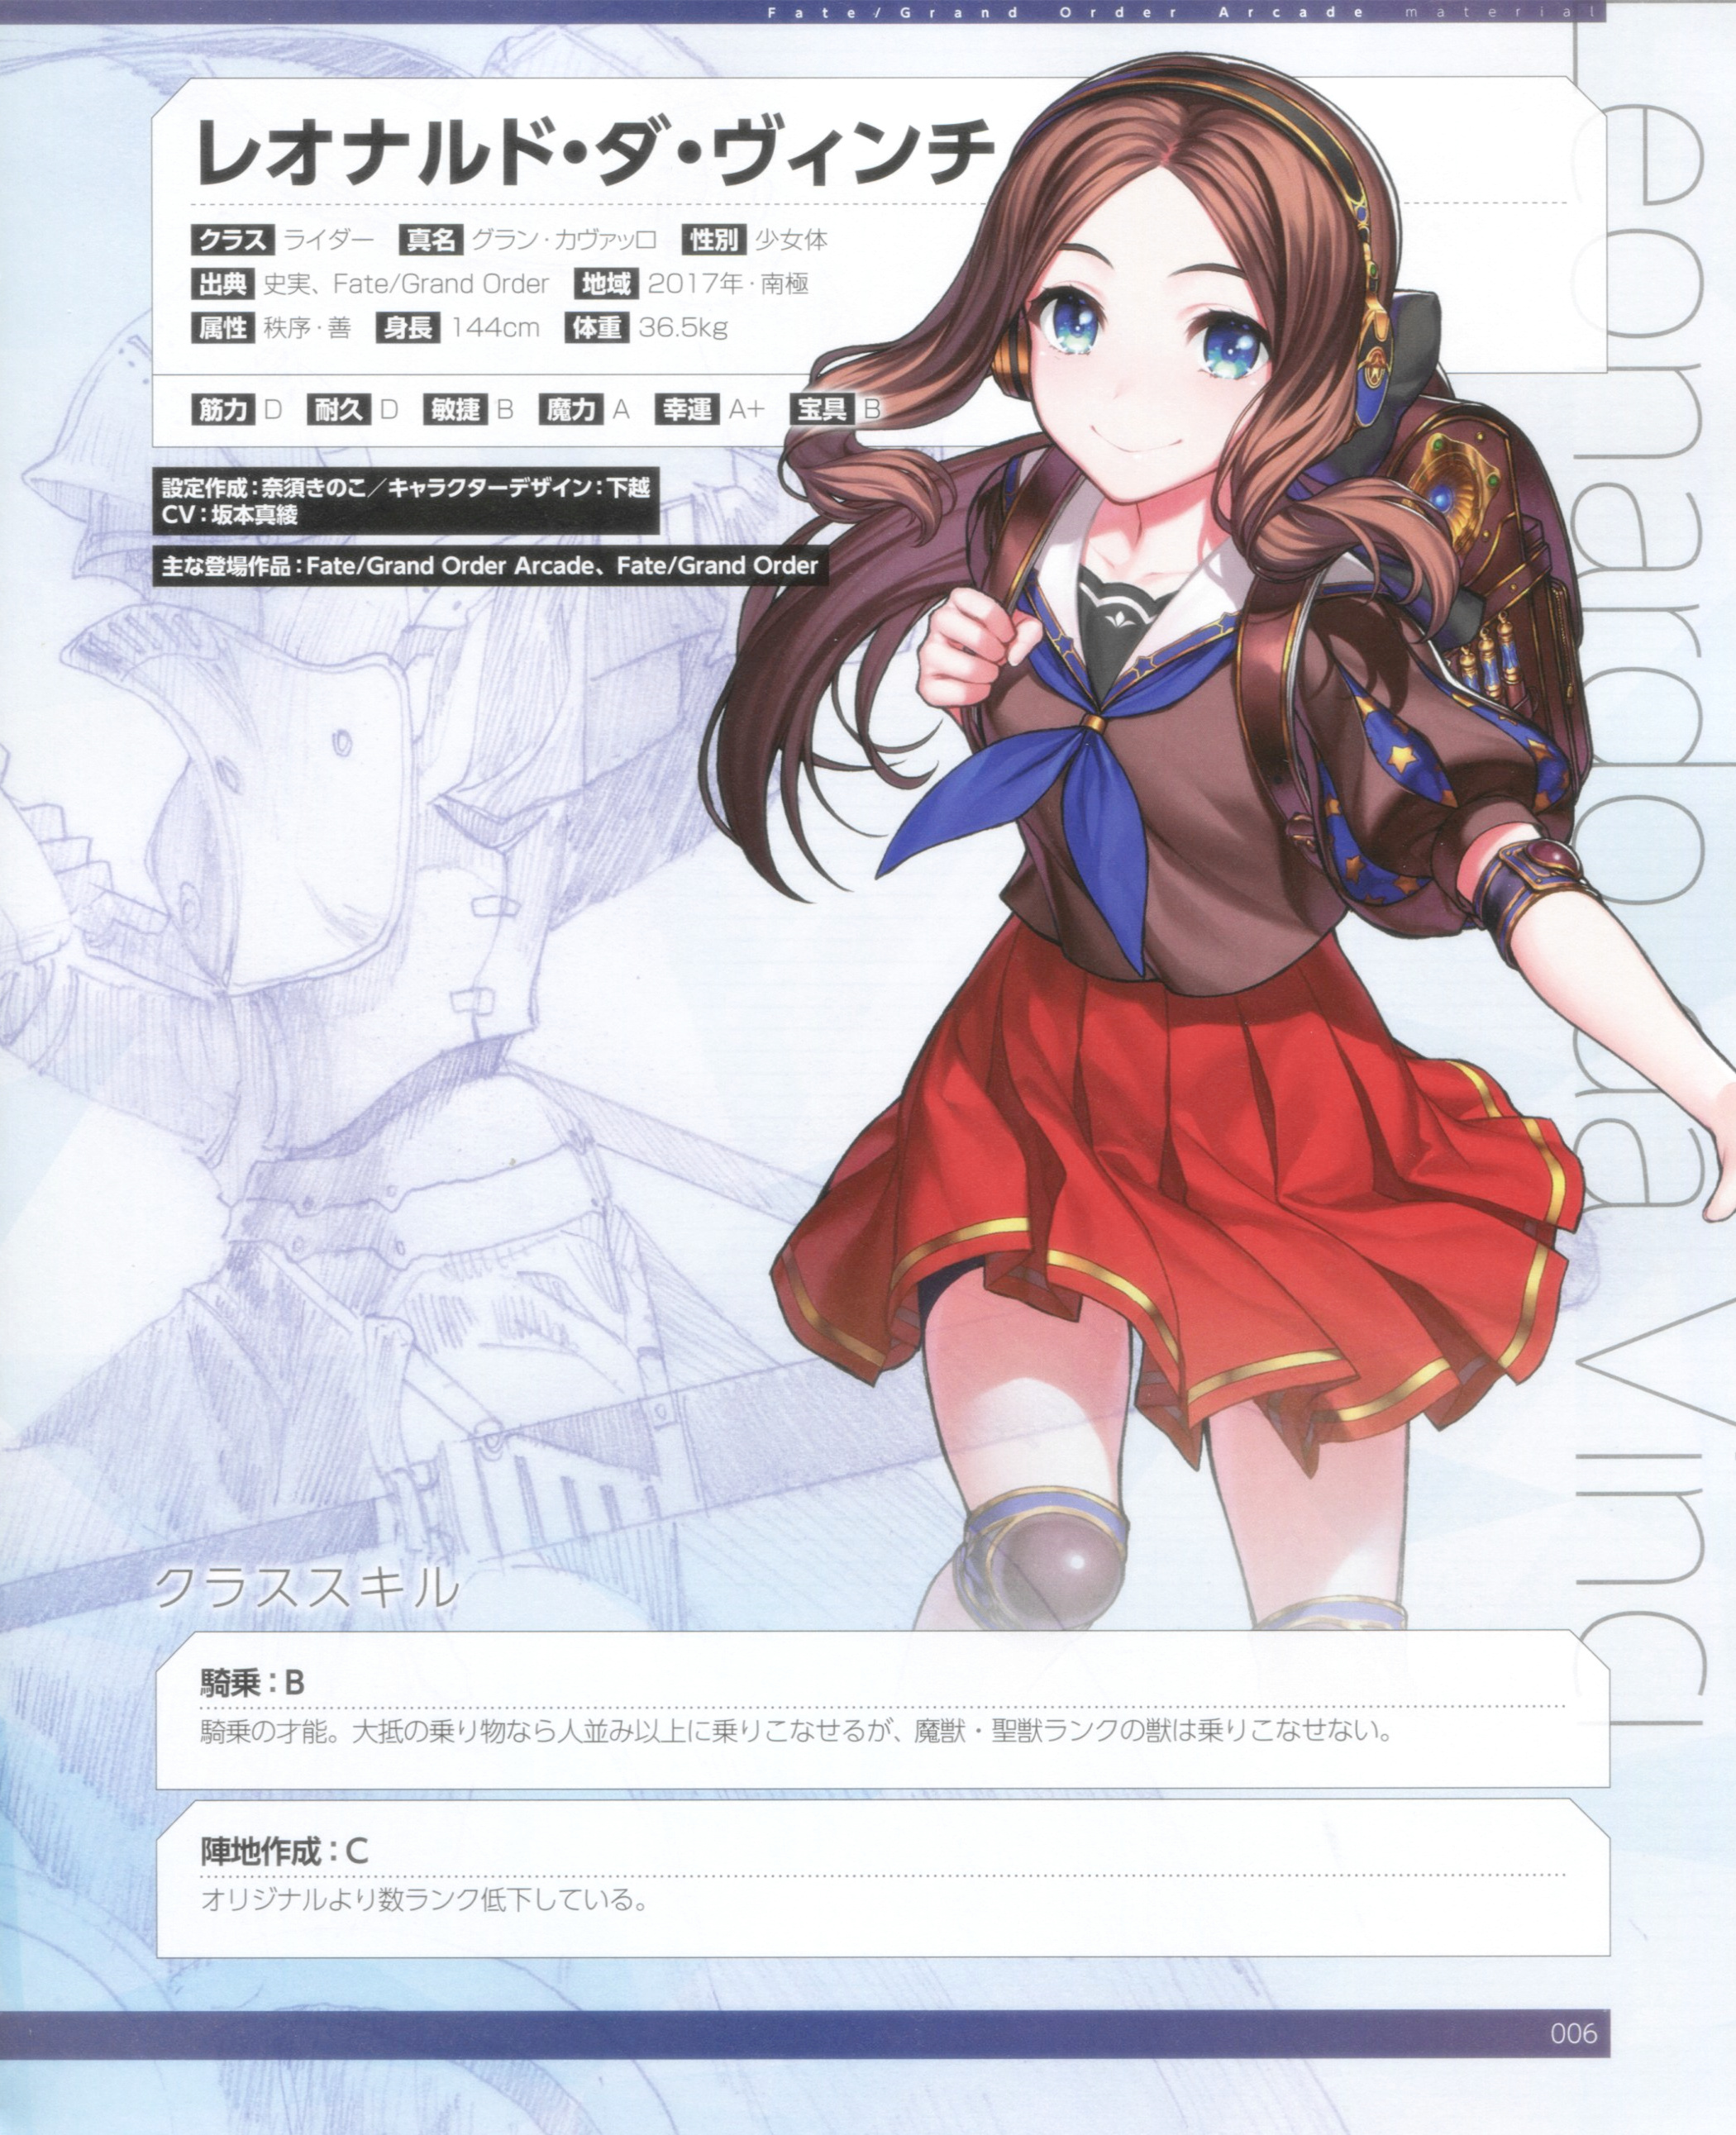 Fate/Grand Order Arcade material
レオナルド・ダ・ヴィンチ
クラス ライダー 真名 グラン・カヴァッロ 性別 少女体
出典 史実、Fate/Grand Order 地域 2017年・南極
属性 秩序・善 身長 144cm 体重 36.5kg
筋力 D 耐久 D 敏捷 B 魔力 A 幸運 A+ 宝具 B
設定作成：奈須きのこ／キャラクターデザイン：下越
CV：坂本真綾
主な登場作品：Fate/Grand Order Arcade、Fate/Grand Order
Leonardo da Vinci
クラススキル
騎乗：B
騎乗の才能。大抵の乗り物なら人並み以上に乗りこなせるが、魔獣・聖獣ランクの獣は乗りこなせない。
陣地作成：C
オリジナルより数ランク低下している。
006